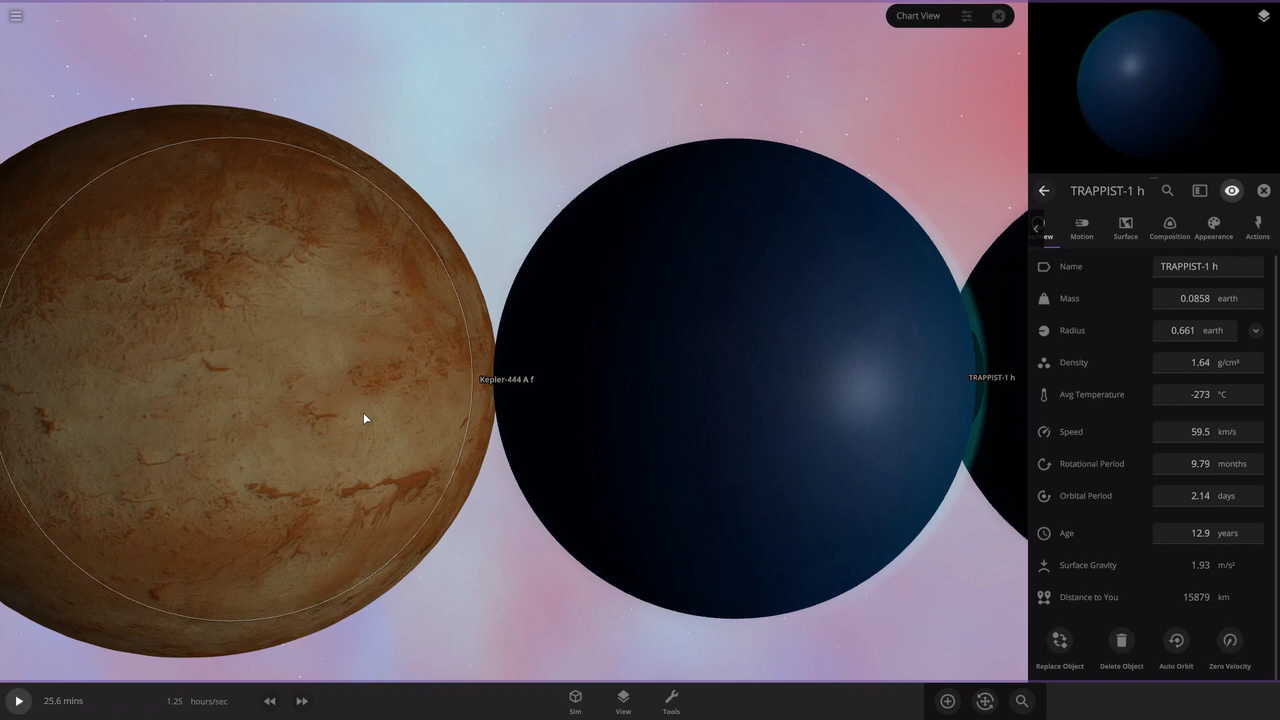 Chart View
Kepler-444 A f
TRAPPIST-1 h
TRAPPIST-1 h
Motion
Surface
Composition
Appearance
Actions
Name
TRAPPIST-1 h
Mass
0.0858 earth
Radius
0.661 earth
Density
1.64 g/cm³
Avg Temperature
-273 °C
Speed
59.5 km/s
Rotational Period
9.79 months
Orbital Period
2.14 days
Age
12.9 years
Surface Gravity
1.93 m/s²
Distance to You
15879 km
Replace Object
Delete Object
Auto Orbit
Zero Velocity
25.6 mins
1.25 hours/sec
Sim
View
Tools